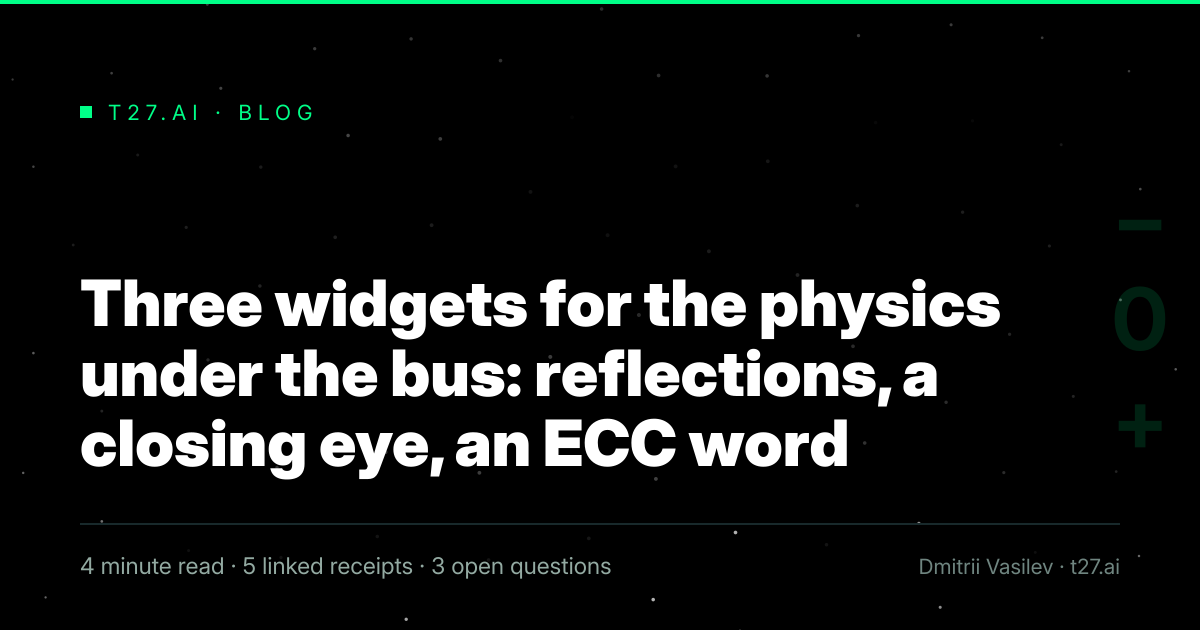 T27.AI · BLOG
Three widgets for the physics
under the bus: reflections, a
closing eye, an ECC word
−
0
+
4 minute read · 5 linked receipts · 3 open questions
Dmitrii Vasilev · t27.ai